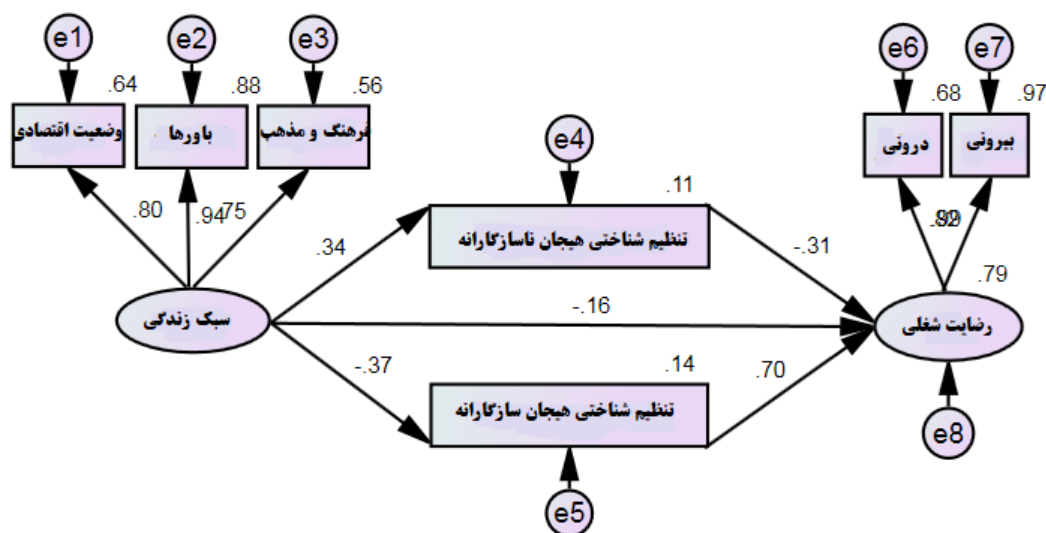 e1
e2
e3
.64
.88
.56
وضعیت اقتصادی
باورها
فرهنگ و مذهب
.80
.94
.75
e4
.11
تنظیم شناختی هیجان ناسازگارانه
.34
-.31
e6
e7
.68
.97
درونی
بیرونی
.79
سبک زندگی
-.16
رضایت شغلی
-.37
.14
.70
تنظیم شناختی هیجان سازگارانه
e8
e5